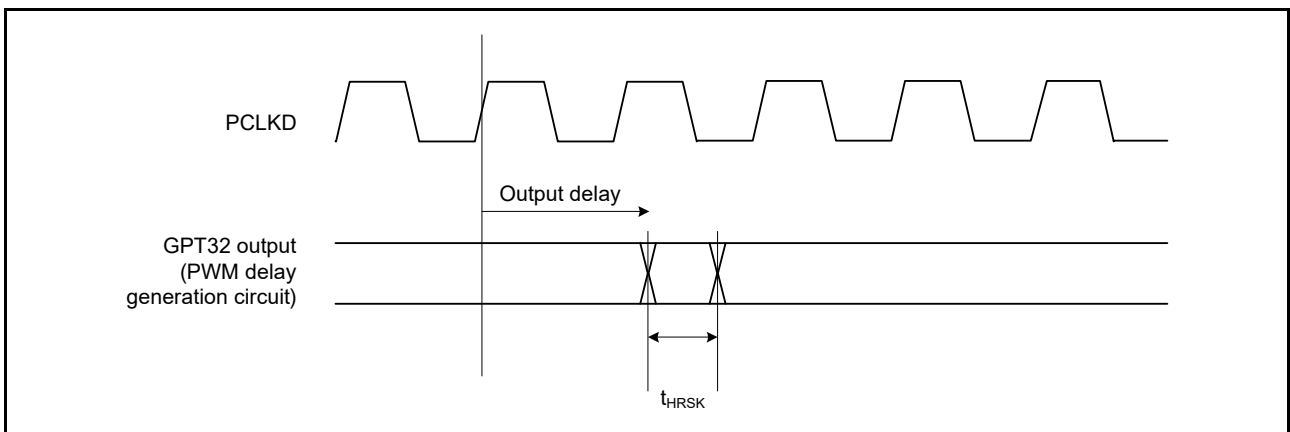 PCLKD
Output delay
GPT32 output
(PWM delay
generation circuit)
tHRSK